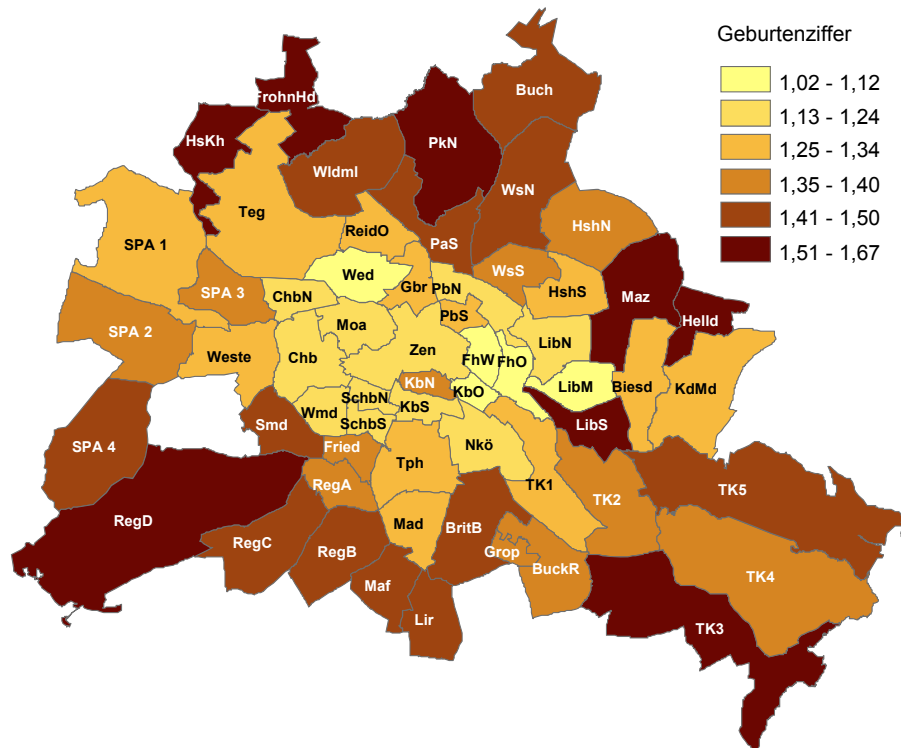 Geburtenziffer
1,02 - 1,12
1,13 - 1,24
1,25 - 1,34
1,35 - 1,40
1,41 - 1,50
1,51 - 1,67
Buch
FrohnHd
HsKh
PkN
Wldml
WsN
Teg
HshN
ReidO
SPA 1
PaS
Wed
WsS
Gbr
PbN
HshS
SPA 3
ChbN
Maz
Helld
Moa
PbS
SPA 2
Weste
Chb
Zen
FhW
FhO
LibN
KbN
KbO
LibM
Biesd
KdMd
SchbN
Wmd
KbS
SchbS
Smd
LibS
SPA 4
Fried
Nkö
Tph
RegA
TK1
TK2
TK5
RegD
Mad
BritB
RegC
RegB
Grop
BuckR
TK4
Maf
Lir
TK3